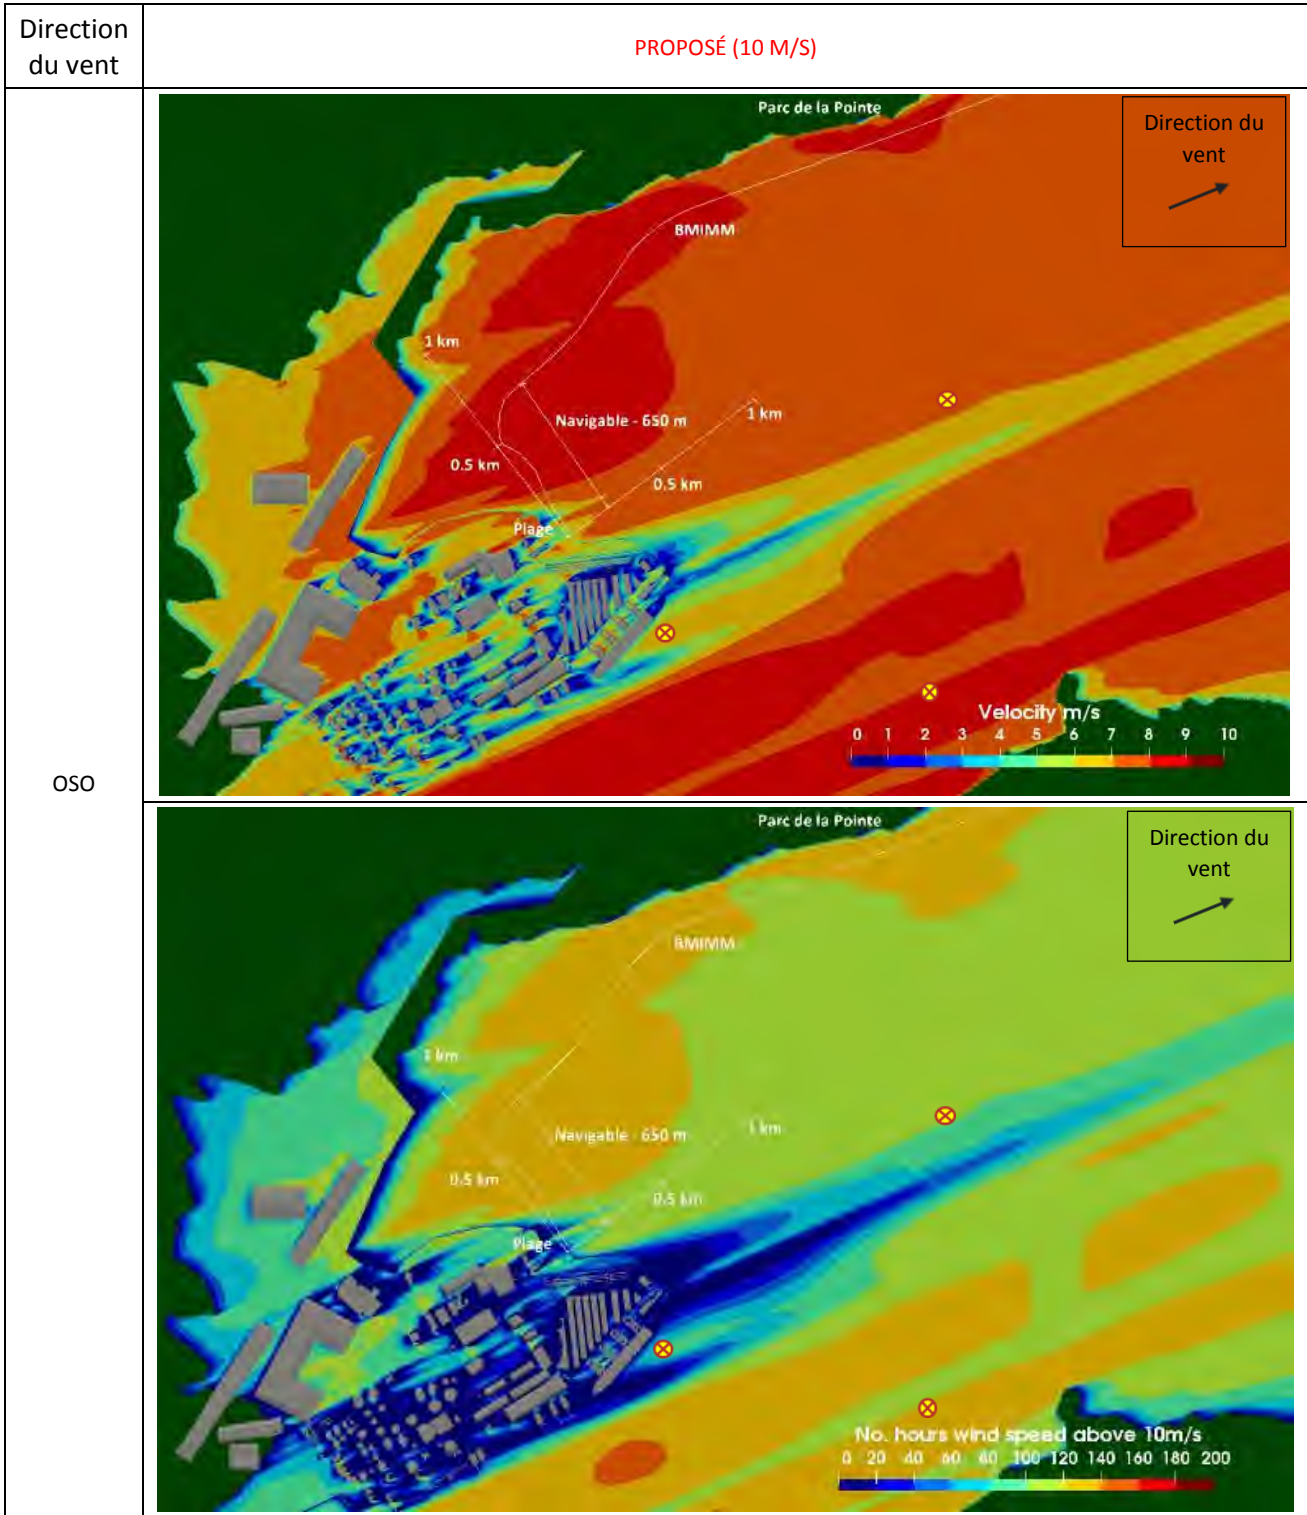 Direction
du vent
PROPOSÉ (10 M/S)
OSO
Parc de la Pointe
Direction du
vent
BMIMM
1 km
Navigable - 650 m
1 km
0.5 km
0.5 km
Plage
Velocity m/s
0 1 2 3 4 5 6 7 8 9 10
Parc de la Pointe
Direction du
vent
BMIMM
1 km
Navigable - 650 m
1 km
0.5 km
0.5 km
Plage
No. hours wind speed above 10m/s
0 20 40 60 80 100 120 140 160 180 200